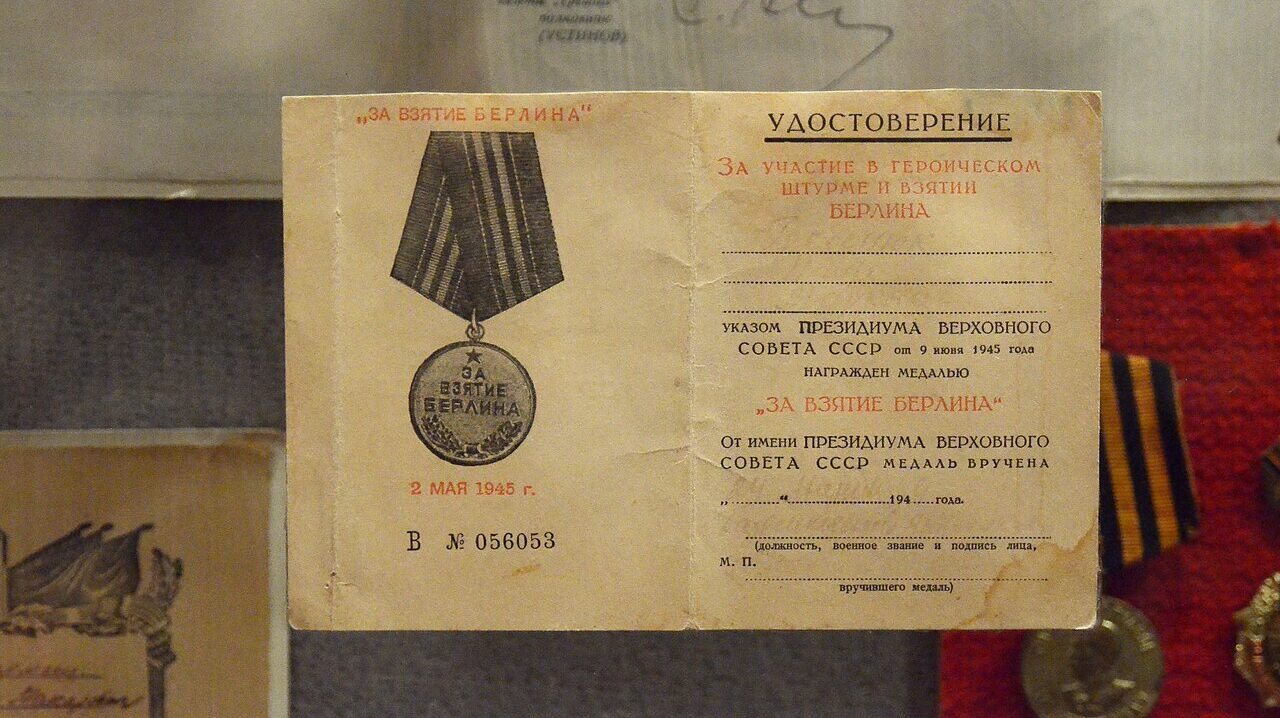 (УСТИНОВ)
„ЗА ВЗЯТИЕ БЕРЛИНА"
ЗА
ВЗЯТИЕ
БЕРЛИНА
2 МАЯ 1945 г.
В № 056053
УДОСТОВЕРЕНИЕ
ЗА УЧАСТИЕ В ГЕРОИЧЕСКОМ
ШТУРМЕ И ВЗЯТИИ
БЕРЛИНА
УКАЗОМ ПРЕЗИДИУМА ВЕРХОВНОГО
СОВЕТА СССР от 9 июня 1945 года
НАГРАЖДЕН МЕДАЛЬЮ
„ЗА ВЗЯТИЕ БЕРЛИНА“
ОТ ИМЕНИ ПРЕЗИДИУМА ВЕРХОВНОГО
СОВЕТА СССР МЕДАЛЬ ВРУЧЕНА
„..........“....................194.....года.
(должность, военное звание и подпись лица,
М. П.
вручившего медаль)